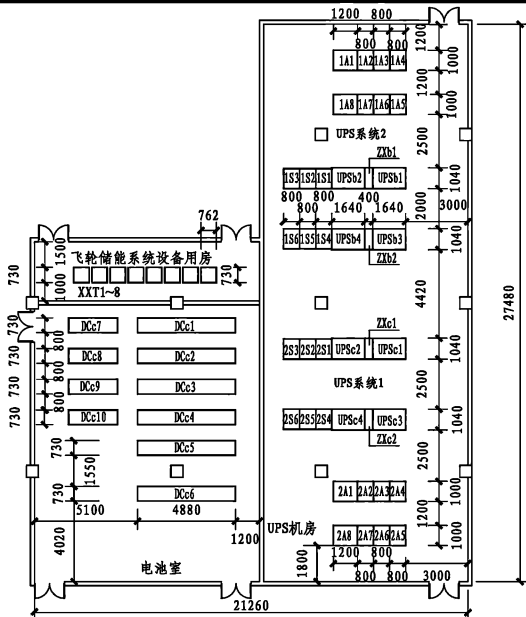 1200 800
800 800
1A1 1A2 1A3 1A4
1200
1000
1200
1A8 1A7 1A6 1A5
1000
UPS系统2
2500
ZXb1
1S3 1S2 1S1 UPSb2 UPSb1
1040
800 800 400
800 1640 1640 3000
2000
762
1S6 1S5 1S4 UPSb4 UPSb3
1040
ZXb2
1500
飞轮储能系统设备用房
730
1000
730
XXT1~8
4420
27480
730
DCc7 DCc1
ZXc1
800
DCc8 DCc2
2S3 2S2 2S1 UPSc2 UPSc1
1040
730
800
DCc9 DCc3
UPS系统1
2500
730
800
DCc10 DCc4
2S6 2S5 2S4 UPSc4 UPSc3
1040
730
ZXc2
730
DCc5
1550
2500
730
DCc6
2A1 2A2 2A3 2A4
1000
5100 4880 1200
UPS机房
1200
4020
2A8 2A7 2A6 2A5
1000
1800
1200 800
800 800
3000
电池室
21260